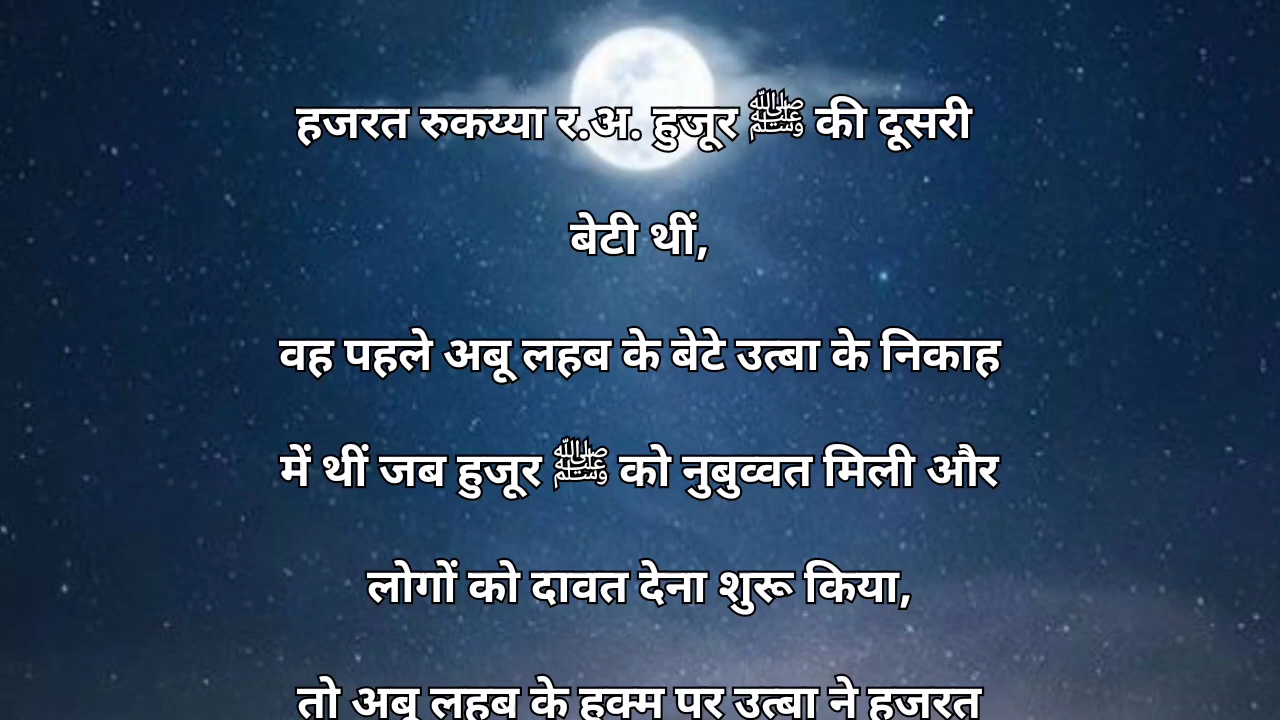 हजरत रुकय्या र.अ. हुजूर ﷺ की दूसरी
बेटी थीं,
वह पहले अबू लहब के बेटे उत्बा के निकाह
में थीं जब हुजूर ﷺ को नुबुव्वत मिली और
लोगों को दावत देना शुरू किया,
तो अबू लहब के हुक्म पर उत्बा ने हजरत